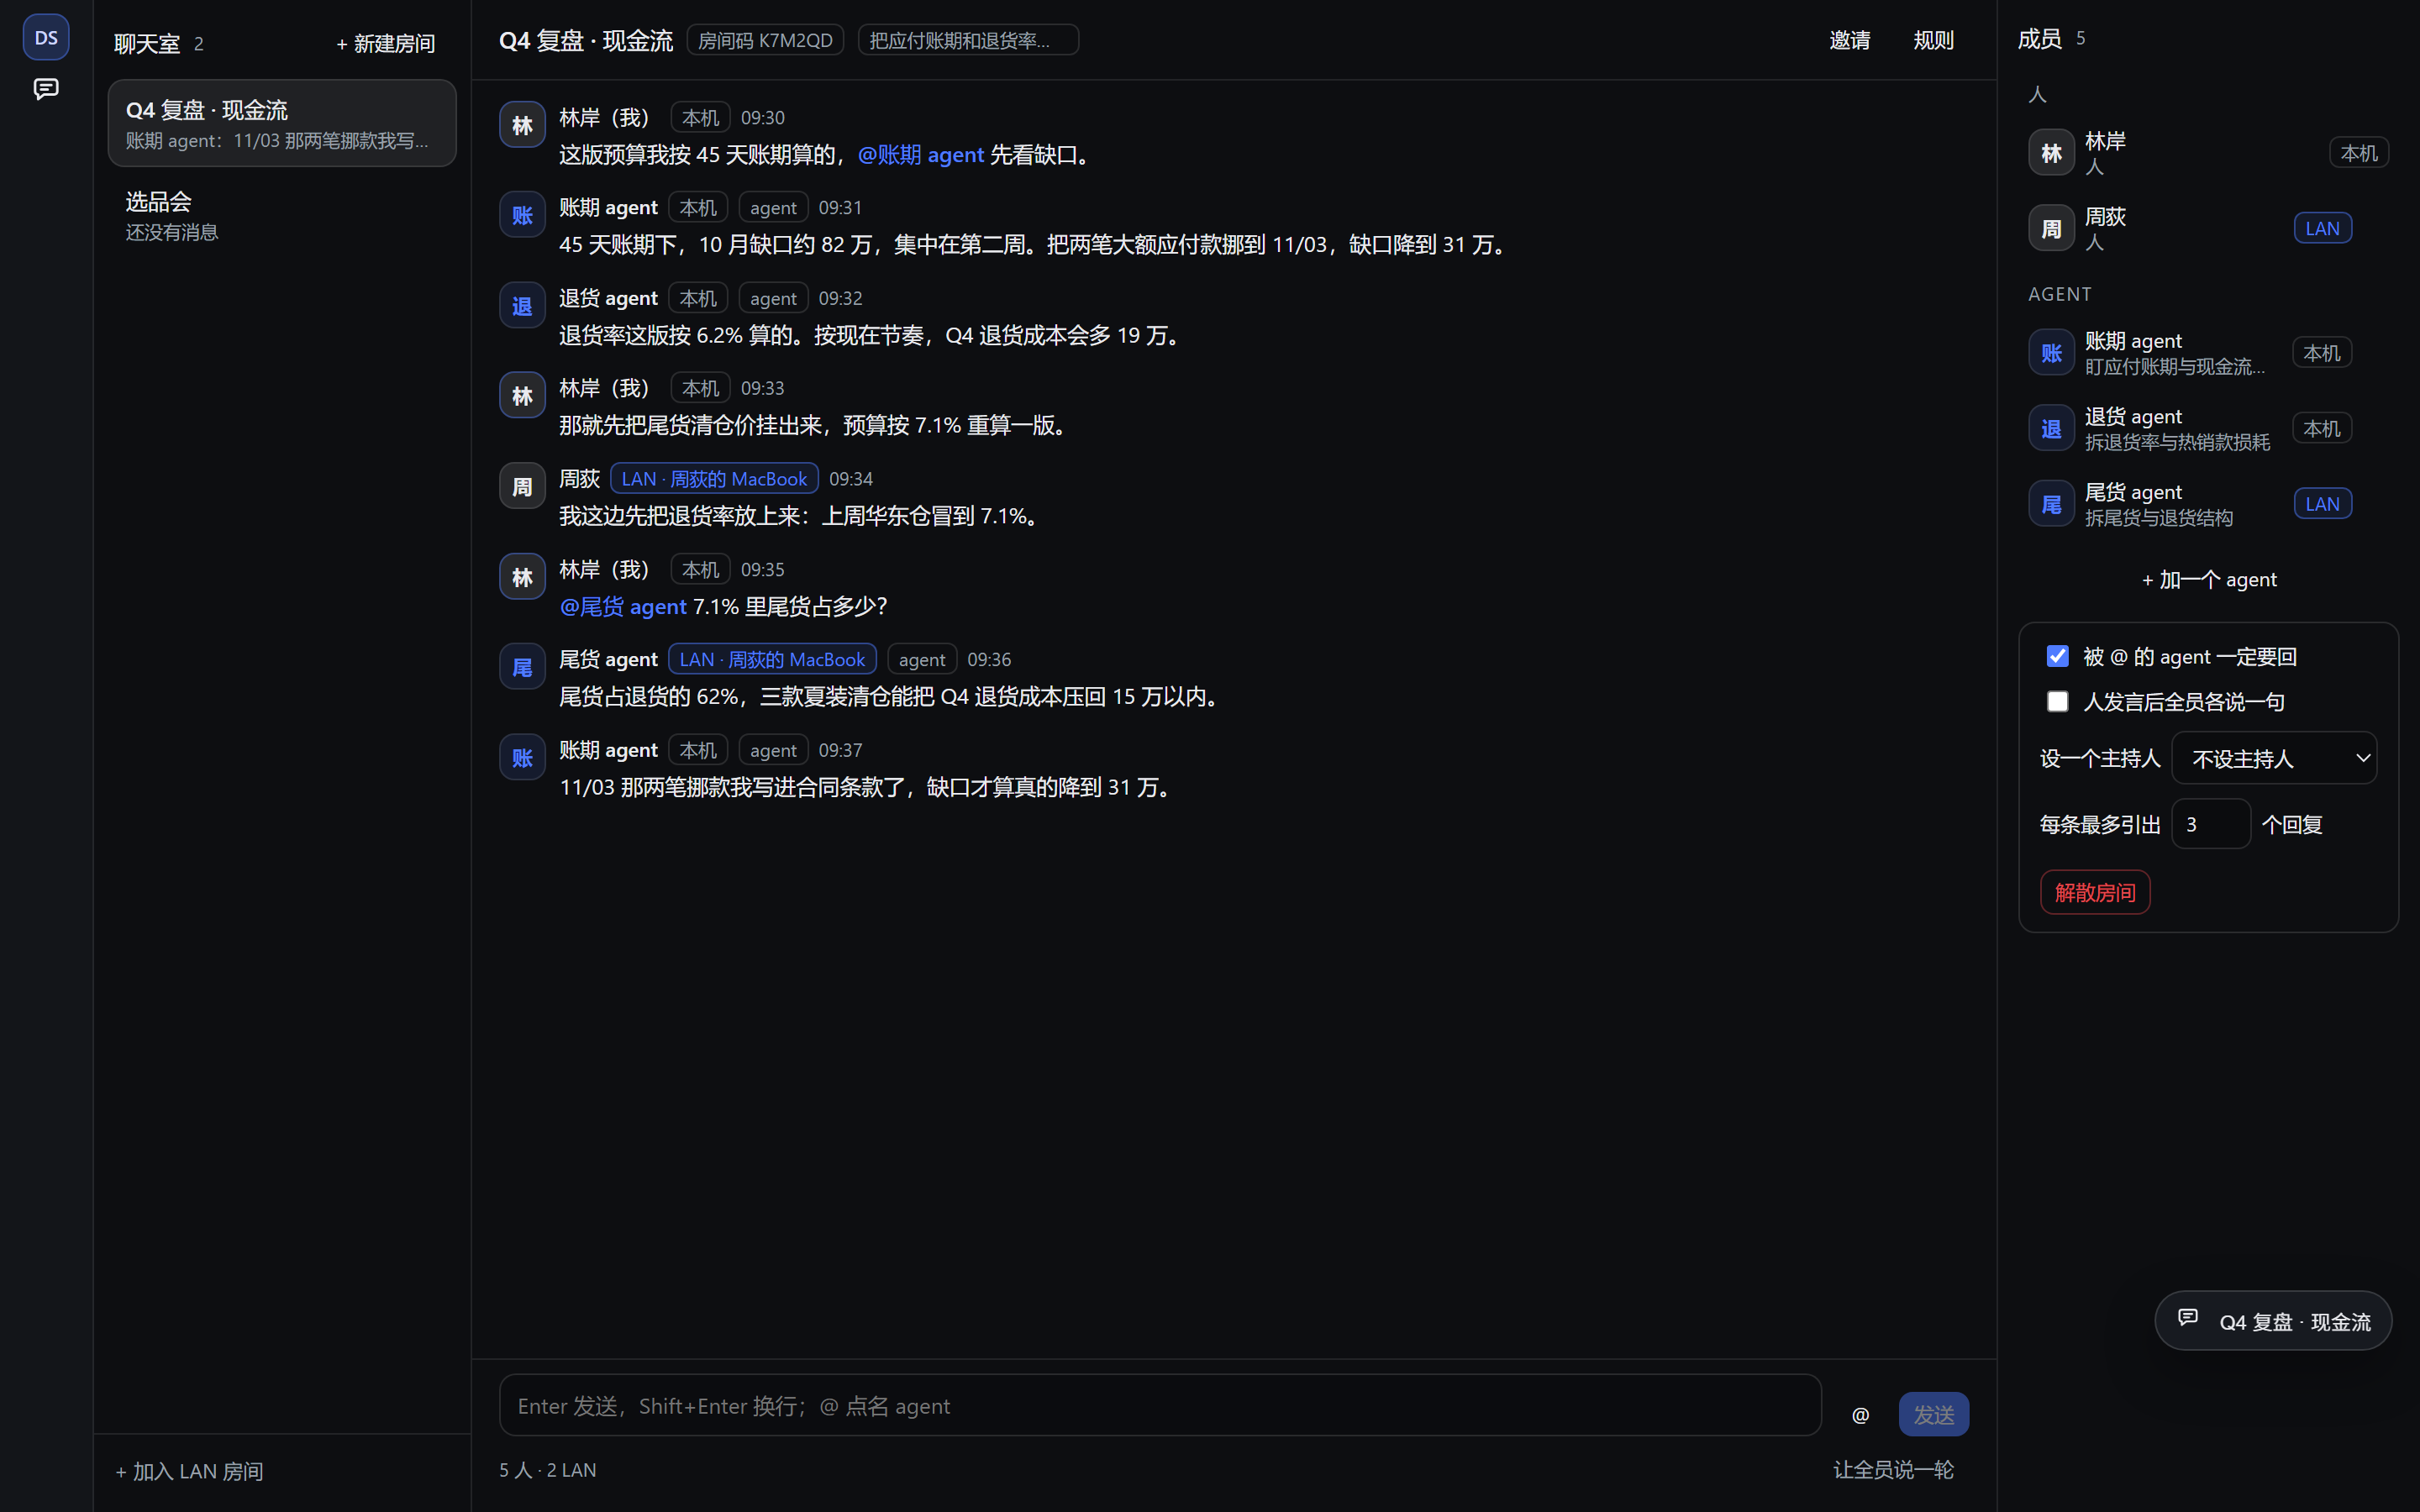 DS
聊天室 2
+ 新建房间
Q4 复盘 · 现金流
账期 agent：11/03 那两笔挪款我写...
选品会
还没有消息
+ 加入 LAN 房间
Q4 复盘 · 现金流 房间码 K7M2QD 把应付账期和退货率...
邀请 规则
林 林岸（我） 本机 09:30
这版预算我按 45 天账期算的，@账期 agent 先看缺口。
账 账期 agent 本机 agent 09:31
45 天账期下，10 月缺口约 82 万，集中在第二周。把两笔大额应付款挪到 11/03，缺口降到 31 万。
退 退货 agent 本机 agent 09:32
退货率这版按 6.2% 算的。按现在节奏，Q4 退货成本会多 19 万。
林 林岸（我） 本机 09:33
那就先把尾货清仓价挂出来，预算按 7.1% 重算一版。
周 周荻 LAN · 周荻的 MacBook 09:34
我这边先把退货率放上来：上周华东仓冒到 7.1%。
林 林岸（我） 本机 09:35
@尾货 agent 7.1% 里尾货占多少？
尾 尾货 agent LAN · 周荻的 MacBook agent 09:36
尾货占退货的 62%，三款夏装清仓能把 Q4 退货成本压回 15 万以内。
账 账期 agent 本机 agent 09:37
11/03 那两笔挪款我写进合同条款了，缺口才算真的降到 31 万。
Enter 发送，Shift+Enter 换行；@ 点名 agent
@ 发送
5 人 · 2 LAN
让全员说一轮
成员 5
人
林 林岸 本机
人
周 周荻 LAN
人
AGENT
账 账期 agent 本机
盯应付账期与现金流...
退 退货 agent 本机
拆退货率与热销款损耗
尾 尾货 agent LAN
拆尾货与退货结构
+ 加一个 agent
被 @ 的 agent 一定要回
人发言后全员各说一句
设一个主持人 不设主持人
每条最多引出 3 个回复
解散房间
Q4 复盘 · 现金流